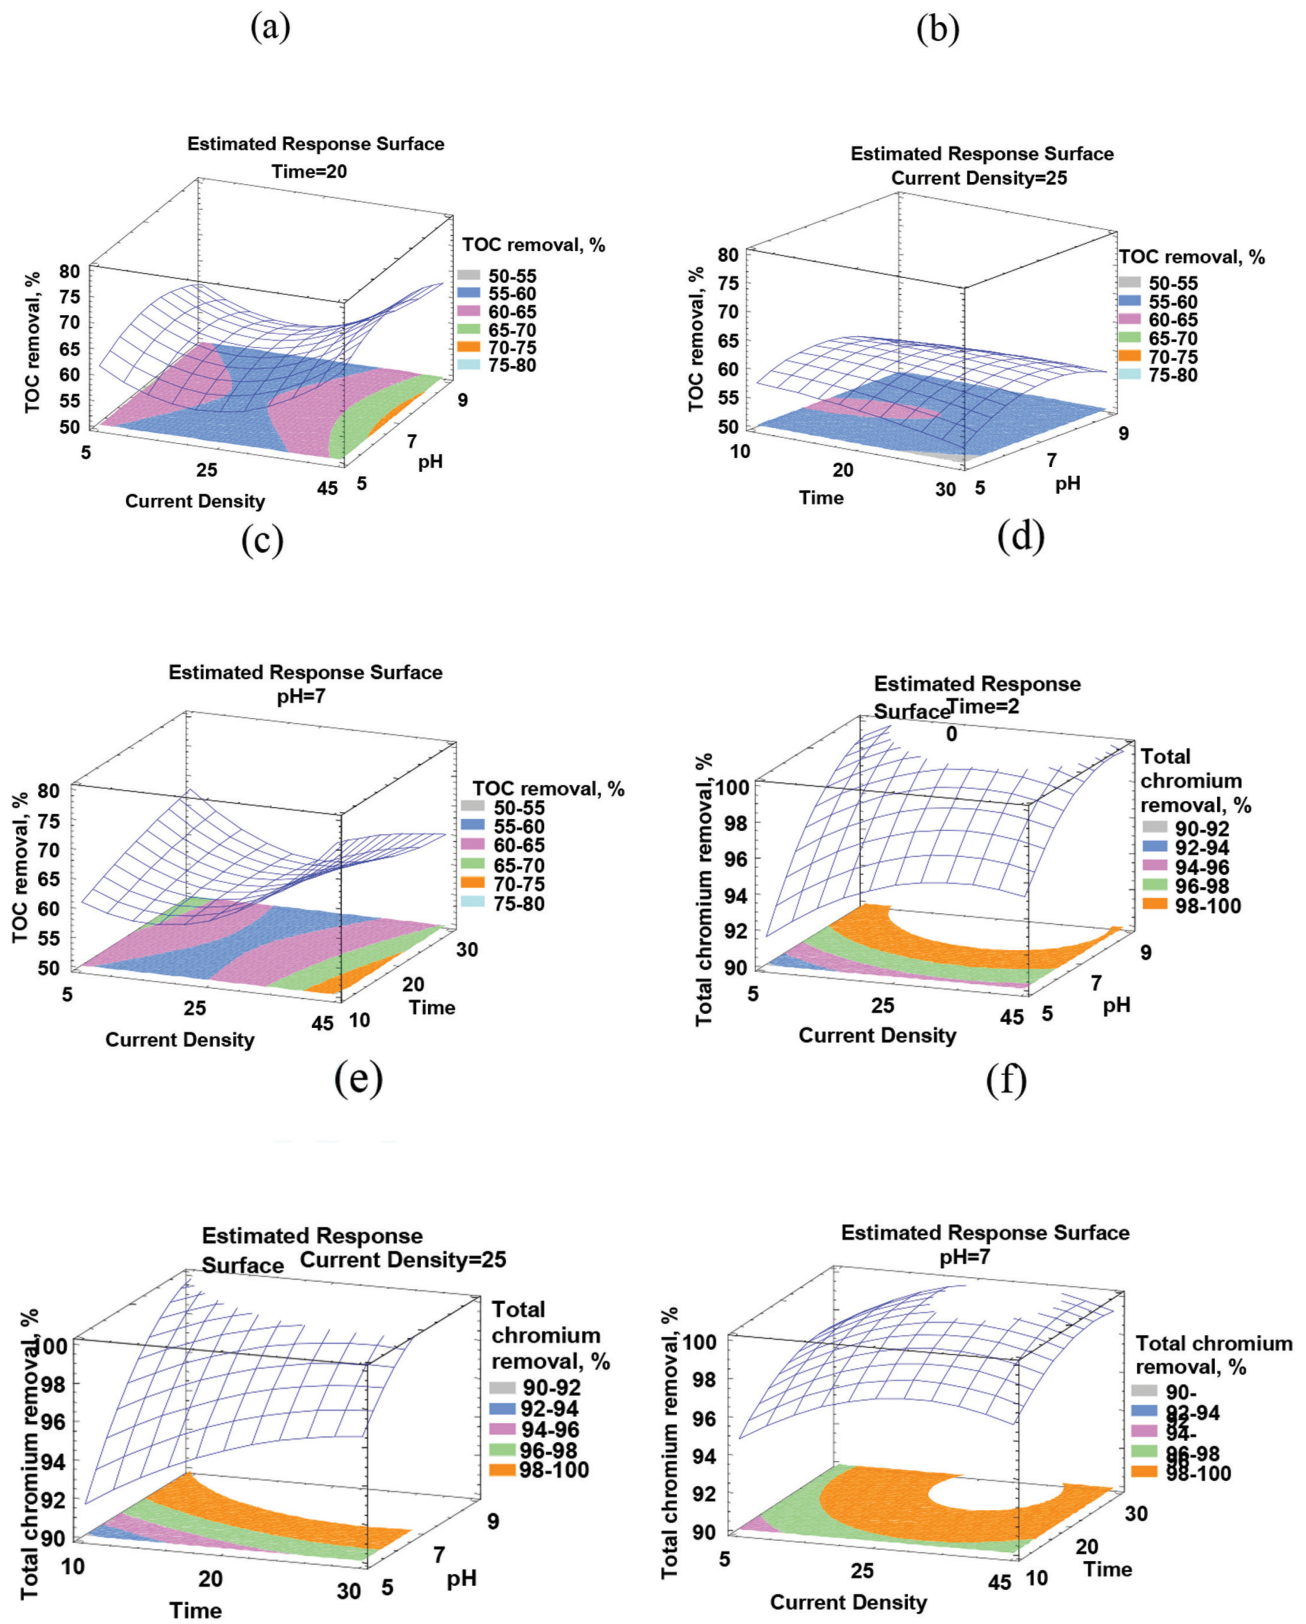 (a)
Estimated Response Surface
Time=20
TOC removal, %
80
75
70
65
60
55
50
5
25
45
Current Density
5
7
9
pH
TOC removal, %
50-55
55-60
60-65
65-70
70-75
75-80
(b)
Estimated Response Surface
Current Density=25
TOC removal, %
80
75
70
65
60
55
50
10
20
30
Time
5
7
9
pH
TOC removal, %
50-55
55-60
60-65
65-70
70-75
75-80
(c)
Estimated Response Surface
pH=7
TOC removal, %
80
75
70
65
60
55
50
5
25
45
Current Density
10
20
30
Time
TOC removal, %
50-55
55-60
60-65
65-70
70-75
75-80
(d)
Estimated Response
Surface Time=2
0
Total chromium removal, %
100
98
96
94
92
90
5
25
45
Current Density
5
7
9
pH
Total
chromium
removal, %
90-92
92-94
94-96
96-98
98-100
(e)
Estimated Response
Surface Current Density=25
Total chromium removal, %
100
98
96
94
92
90
10
20
30
Time
5
7
9
pH
Total
chromium
removal, %
90-92
92-94
94-96
96-98
98-100
(f)
Estimated Response Surface
pH=7
Total chromium removal, %
100
98
96
94
92
90
5
25
45
Current Density
10
20
30
Time
Total chromium
removal, %
90-
92-94
92
94-
96-98
98-100